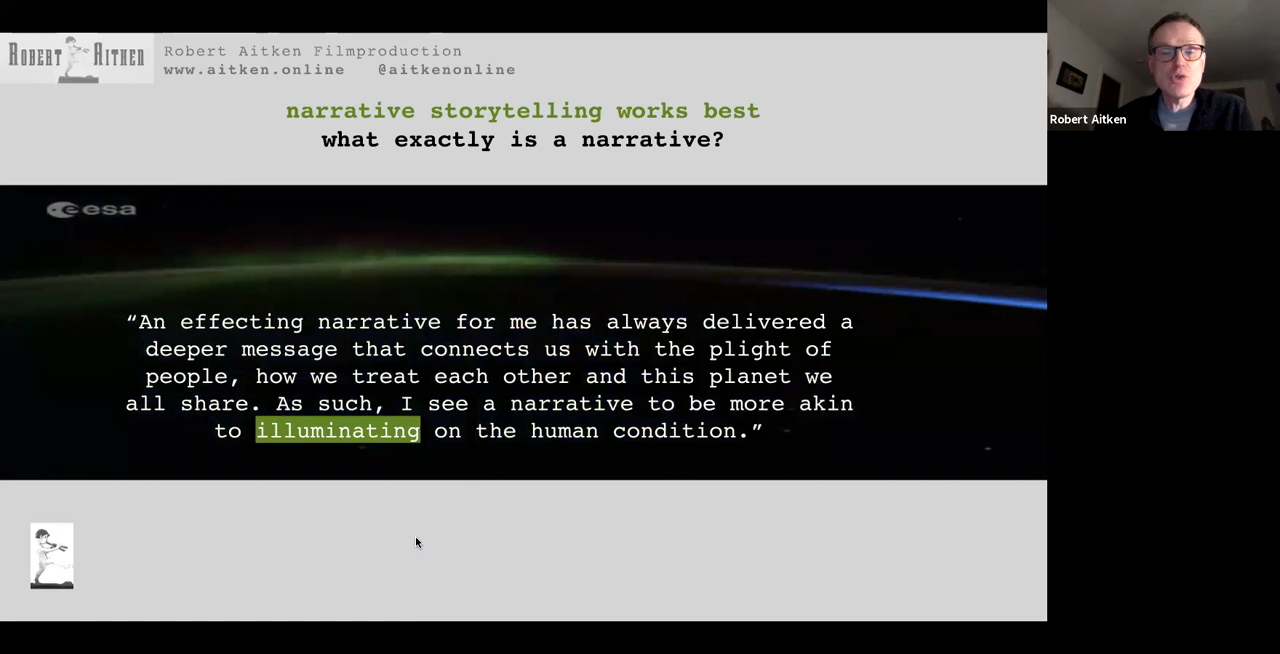 ROBERT AITKEN
Robert Aitken Filmproduction
www.aitken.online @aitkenonline
narrative storytelling works best
what exactly is a narrative?
esa
“An effecting narrative for me has always delivered a
deeper message that connects us with the plight of
people, how we treat each other and this planet we
all share. As such, I see a narrative to be more akin
to illuminating on the human condition.”
Robert Aitken